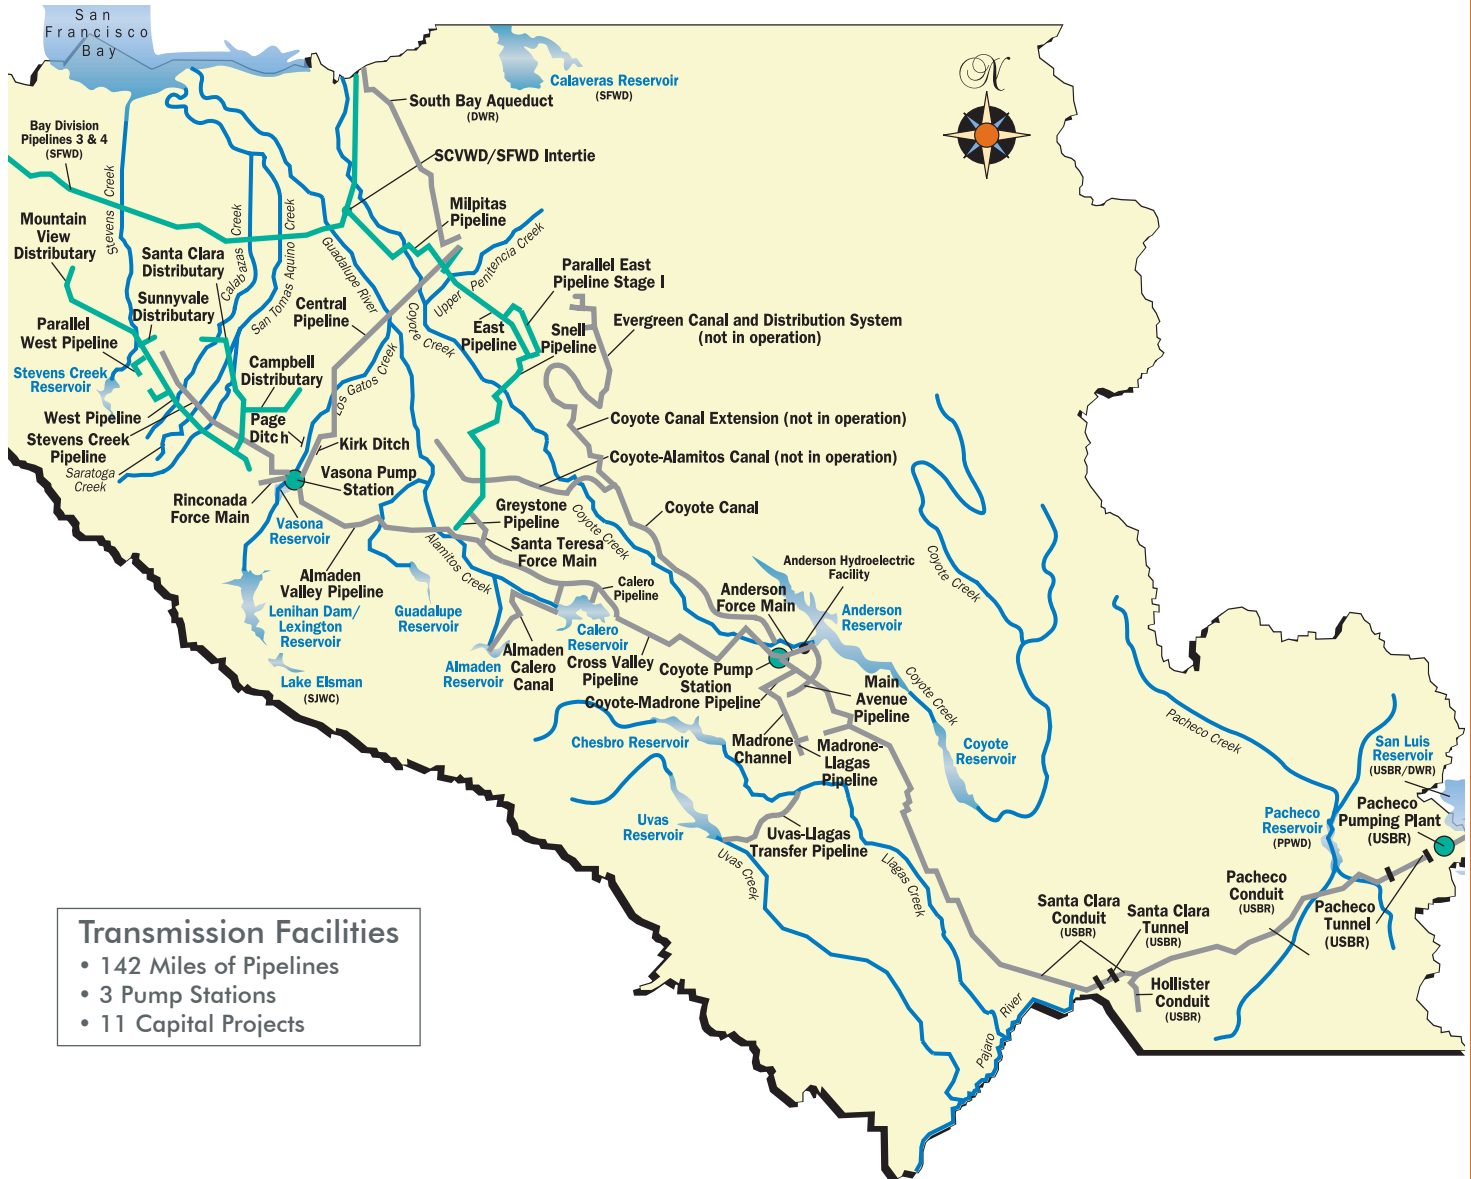 San
Francisco
Bay
N
Calaveras Reservoir
(SFWD)
South Bay Aqueduct
(DWR)
Bay Division
Pipelines 3 & 4
(SFWD)
SCVWD/SFWD Intertie
Stevens Creek
Mountain
View
Distributary
Santa Clara
Distributary
Calabazas Creek
San Tomas Aquino Creek
Guadalupe River
Milpitas
Pipeline
Upper Penitencia Creek
Parallel East
Pipeline Stage I
Sunnyvale
Distributary
Central
Pipeline
Coyote Creek
East
Pipeline
Snell
Pipeline
Evergreen Canal and Distribution System
(not in operation)
Parallel
West Pipeline
Stevens Creek
Reservoir
Campbell
Distributary
Los Gatos Creek
West Pipeline
Stevens Creek
Pipeline
Saratoga
Creek
Page
Ditch
Kirk Ditch
Coyote Canal Extension (not in operation)
Coyote-Alamitos Canal (not in operation)
Vasona Pump
Station
Rinconada
Force Main
Vasona
Reservoir
Greystone
Pipeline
Coyote Creek
Coyote Canal
Santa Teresa
Force Main
Alamitos Creek
Almaden
Valley Pipeline
Calero
Pipeline
Anderson Hydroelectric
Facility
Anderson
Force Main
Anderson
Reservoir
Coyote Creek
Lenihan Dam/
Lexington
Reservoir
Guadalupe
Reservoir
Calero
Reservoir
Almaden
Reservoir
Almaden
Calero
Canal
Cross Valley
Pipeline
Coyote Pump
Station
Coyote-Madrone Pipeline
Main
Avenue
Pipeline
Coyote Creek
Lake Elsman
(SJWC)
Chesbro Reservoir
Madrone
Channel
Madrone-
Llagas
Pipeline
Coyote
Reservoir
Pacheco Creek
San Luis
Reservoir
(USBR/DWR)
Uvas
Reservoir
Uvas-Llagas
Transfer Pipeline
Uvas Creek
Llagas Creek
Pacheco
Reservoir
(PPWD)
Pacheco
Pumping Plant
(USBR)
Pacheco
Conduit
(USBR)
Pacheco
Tunnel
(USBR)
Santa Clara
Conduit
(USBR)
Santa Clara
Tunnel
(USBR)
Hollister
Conduit
(USBR)
Pajaro River
Transmission Facilities
• 142 Miles of Pipelines
• 3 Pump Stations
• 11 Capital Projects